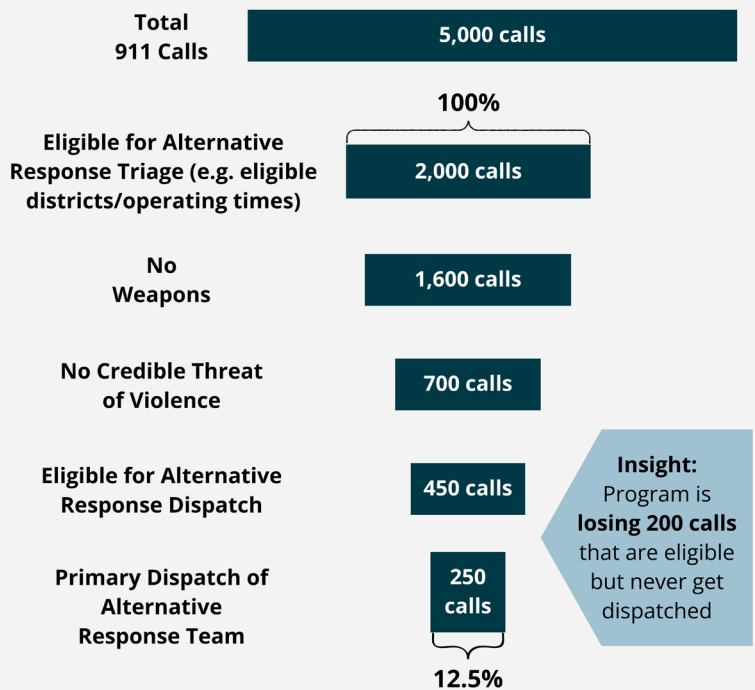 Total
911 Calls
5,000 calls
100%
Eligible for Alternative
Response Triage (e.g. eligible
districts/operating times)
2,000 calls
No
Weapons
1,600 calls
No Credible Threat
of Violence
700 calls
Eligible for Alternative
Response Dispatch
450 calls
Insight:
Program is
losing 200 calls
that are eligible
but never get
dispatched
Primary Dispatch of
Alternative
Response Team
250
calls
12.5%